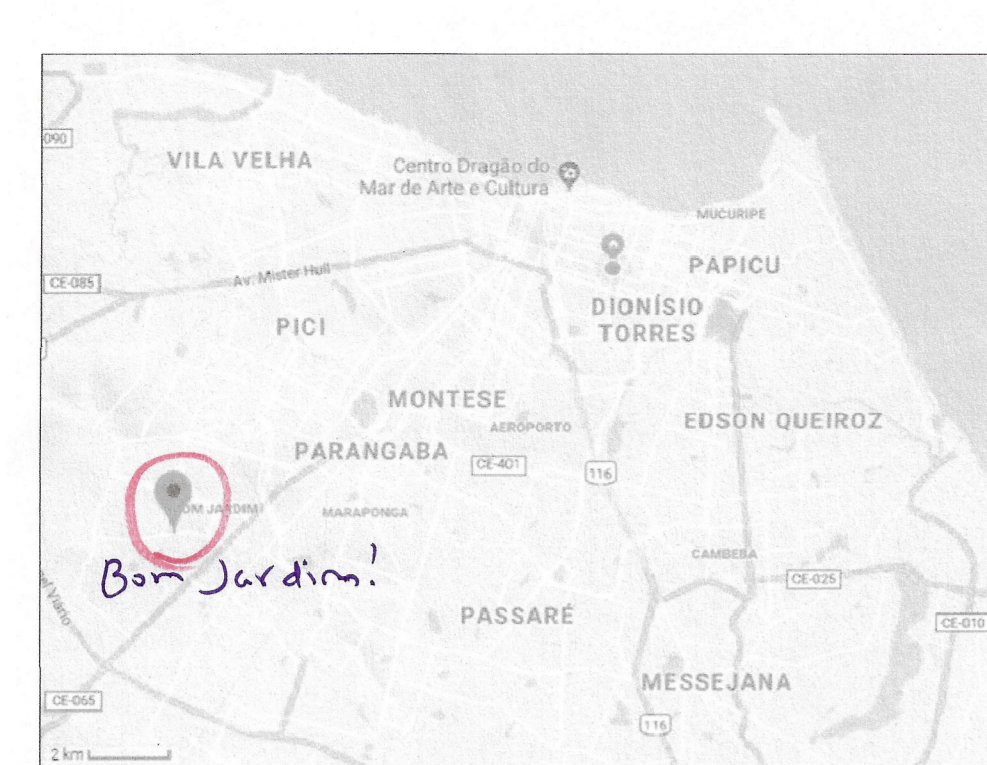 090
VILA VELHA
Centro Dragão do
Mar de Arte e Cultura
MUCURIPE
PAPICU
CE-085
Av. Mister Hull
DIONÍSIO
TORRES
PICI
MONTESE
AEROPORTO
EDSON QUEIROZ
PARANGABA
CE-401
116
BOM JARDIM
MARAPONGA
Bom Jardim!
CAMBEBA
CE-025
Viário
PASSARÉ
CE-010
MESSEJANA
CE-065
116
2 km